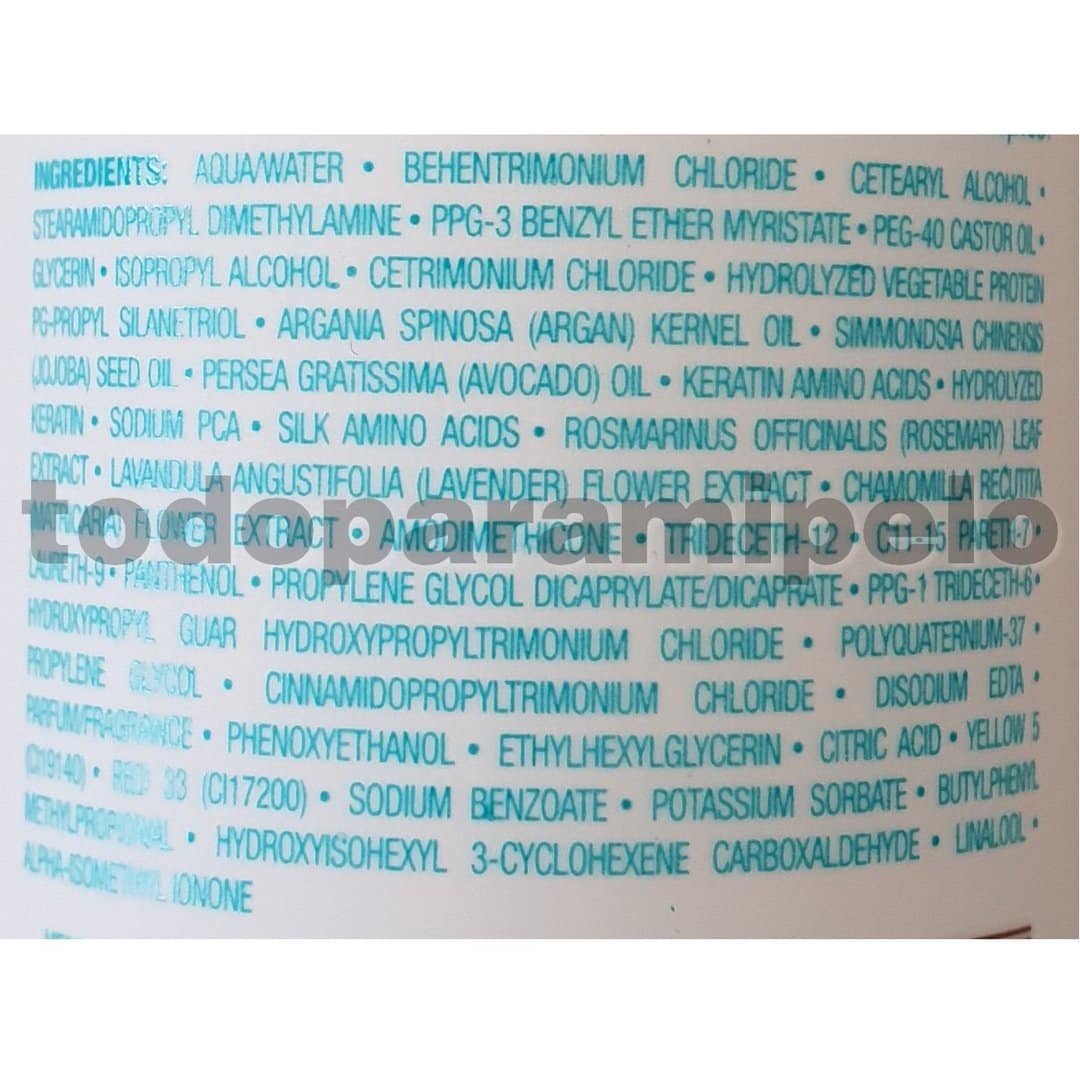 INGREDIENTS: AQUA/WATER • BEHENTRIMONIUM CHLORIDE • CETEARYL ALCOHOL •
STEARAMIDOPROPYL DIMETHYLAMINE • PPG-3 BENZYL ETHER MYRISTATE • PEG-40 CASTOR OIL •
GLYCERIN • ISOPROPYL ALCOHOL • CETRIMONIUM CHLORIDE • HYDROLYZED VEGETABLE PROTEIN
PG-PROPYL SILANETRIOL • ARGANIA SPINOSA (ARGAN) KERNEL OIL • SIMMONDSIA CHINENSIS
(JOJOBA) SEED OIL • PERSEA GRATISSIMA (AVOCADO) OIL • KERATIN AMINO ACIDS • HYDROLYZED
KERATIN • SODIUM PCA • SILK AMINO ACIDS • ROSMARINUS OFFICINALIS (ROSEMARY) LEAF
EXTRACT • LAVANDULA ANGUSTIFOLIA (LAVENDER) FLOWER EXTRACT • CHAMOMILLA RECUTITA
todoparamipelo
(MATRICARIA) FLOWER EXTRACT • AMODIMETHICONE • TRIDECETH-12 • C11-15 PARETH-7 •
LAURETH-9 • PANTHENOL • PROPYLENE GLYCOL DICAPRYLATE/DICAPRATE • PPG-1 TRIDECETH-6 •
HYDROXYPROPYL GUAR HYDROXYPROPYLTRIMONIUM CHLORIDE • POLYQUATERNIUM-37 •
PROPYLENE GLYCOL • CINNAMIDOPROPYLTRIMONIUM CHLORIDE • DISODIUM EDTA •
PARFUM/FRAGRANCE • PHENOXYETHANOL • ETHYLHEXYLGLYCERIN • CITRIC ACID • YELLOW 5
(CI19140) • RED 33 (CI17200) • SODIUM BENZOATE • POTASSIUM SORBATE • BUTYLPHENYL
METHYLPROPIONAL • HYDROXYISOHEXYL 3-CYCLOHEXENE CARBOXALDEHYDE • LINALOOL •
ALPHA-ISOMETHYL IONONE